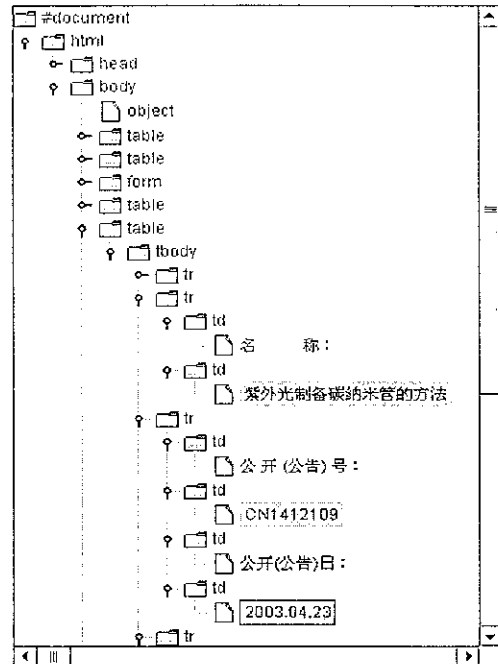 #document
html
head
body
object
table
table
form
table
table
tbody
tr
tr
td
名 称：
td
紫外光制备碳纳米管的方法
tr
td
公 开 (公告) 号：
td
CN1412109
td
公开(公告)日：
td
2003.04.23
tr